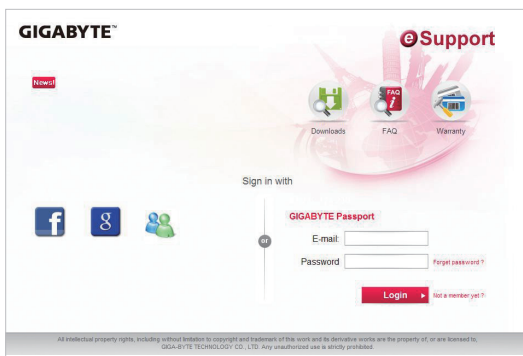 GIGABYTE™
eSupport
News!
FAQ
Downloads
FAQ
Warranty
Sign in with
GIGABYTE Passport
or
E-mail:
Password
Forget password ?
Login
Not a member yet ?
All intellectual property rights, including without limitation to copyright and trademark of this work and its derivative works are the property of, or are licensed to,
GIGA-BYTE TECHNOLOGY CO., LTD. Any unauthorized use is strictly prohibited.